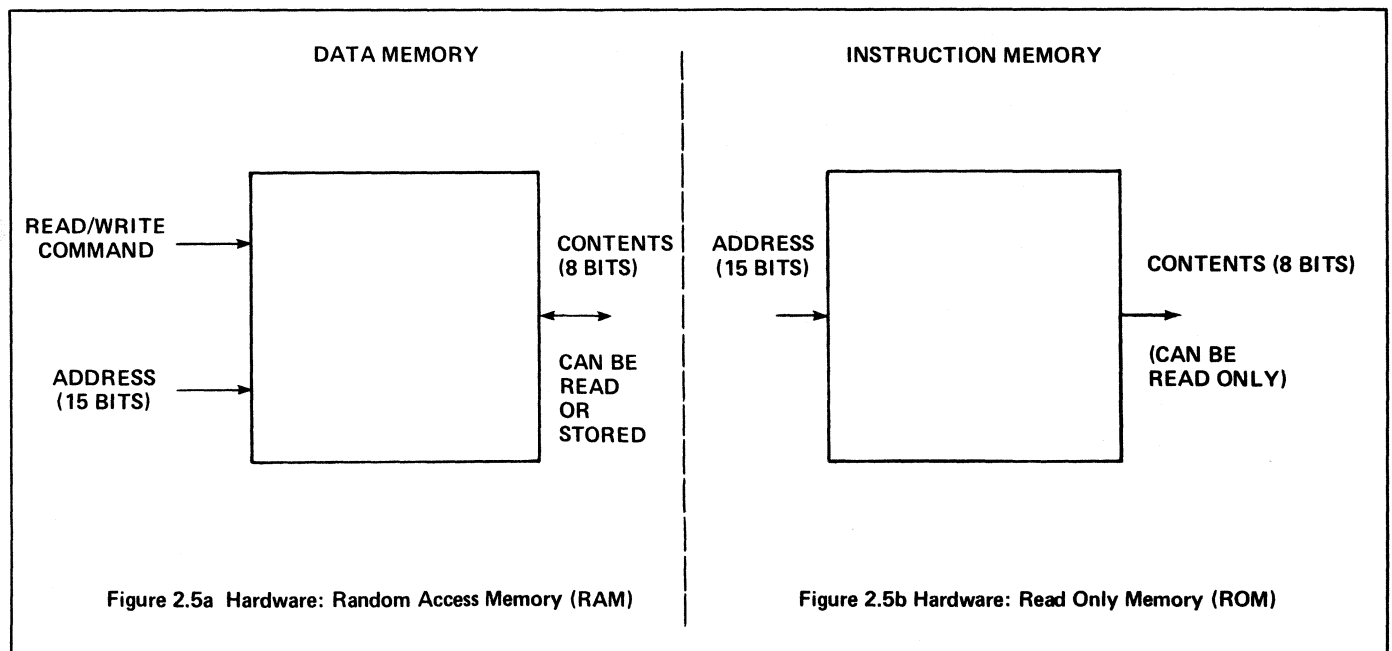 DATA MEMORY
READ/WRITE
COMMAND
ADDRESS
(15 BITS)
CONTENTS
(8 BITS)
CAN BE
READ
OR
STORED
Figure 2.5a Hardware: Random Access Memory (RAM)
INSTRUCTION MEMORY
ADDRESS
(15 BITS)
CONTENTS (8 BITS)
(CAN BE
READ ONLY)
Figure 2.5b Hardware: Read Only Memory (ROM)